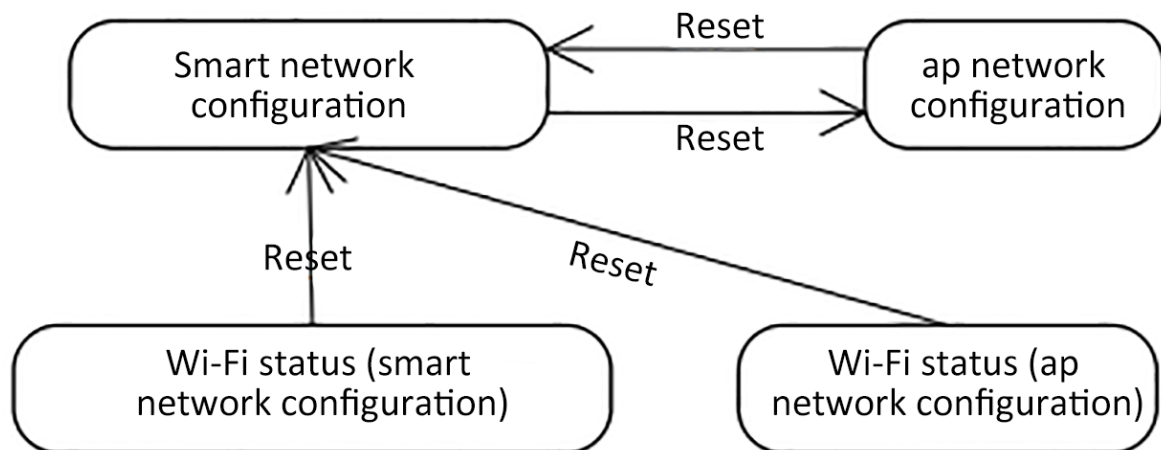 Reset
Smart network
configuration
ap network
configuration
Reset
Reset
Reset
Wi-Fi status (smart
network configuration)
Wi-Fi status (ap
network configuration)